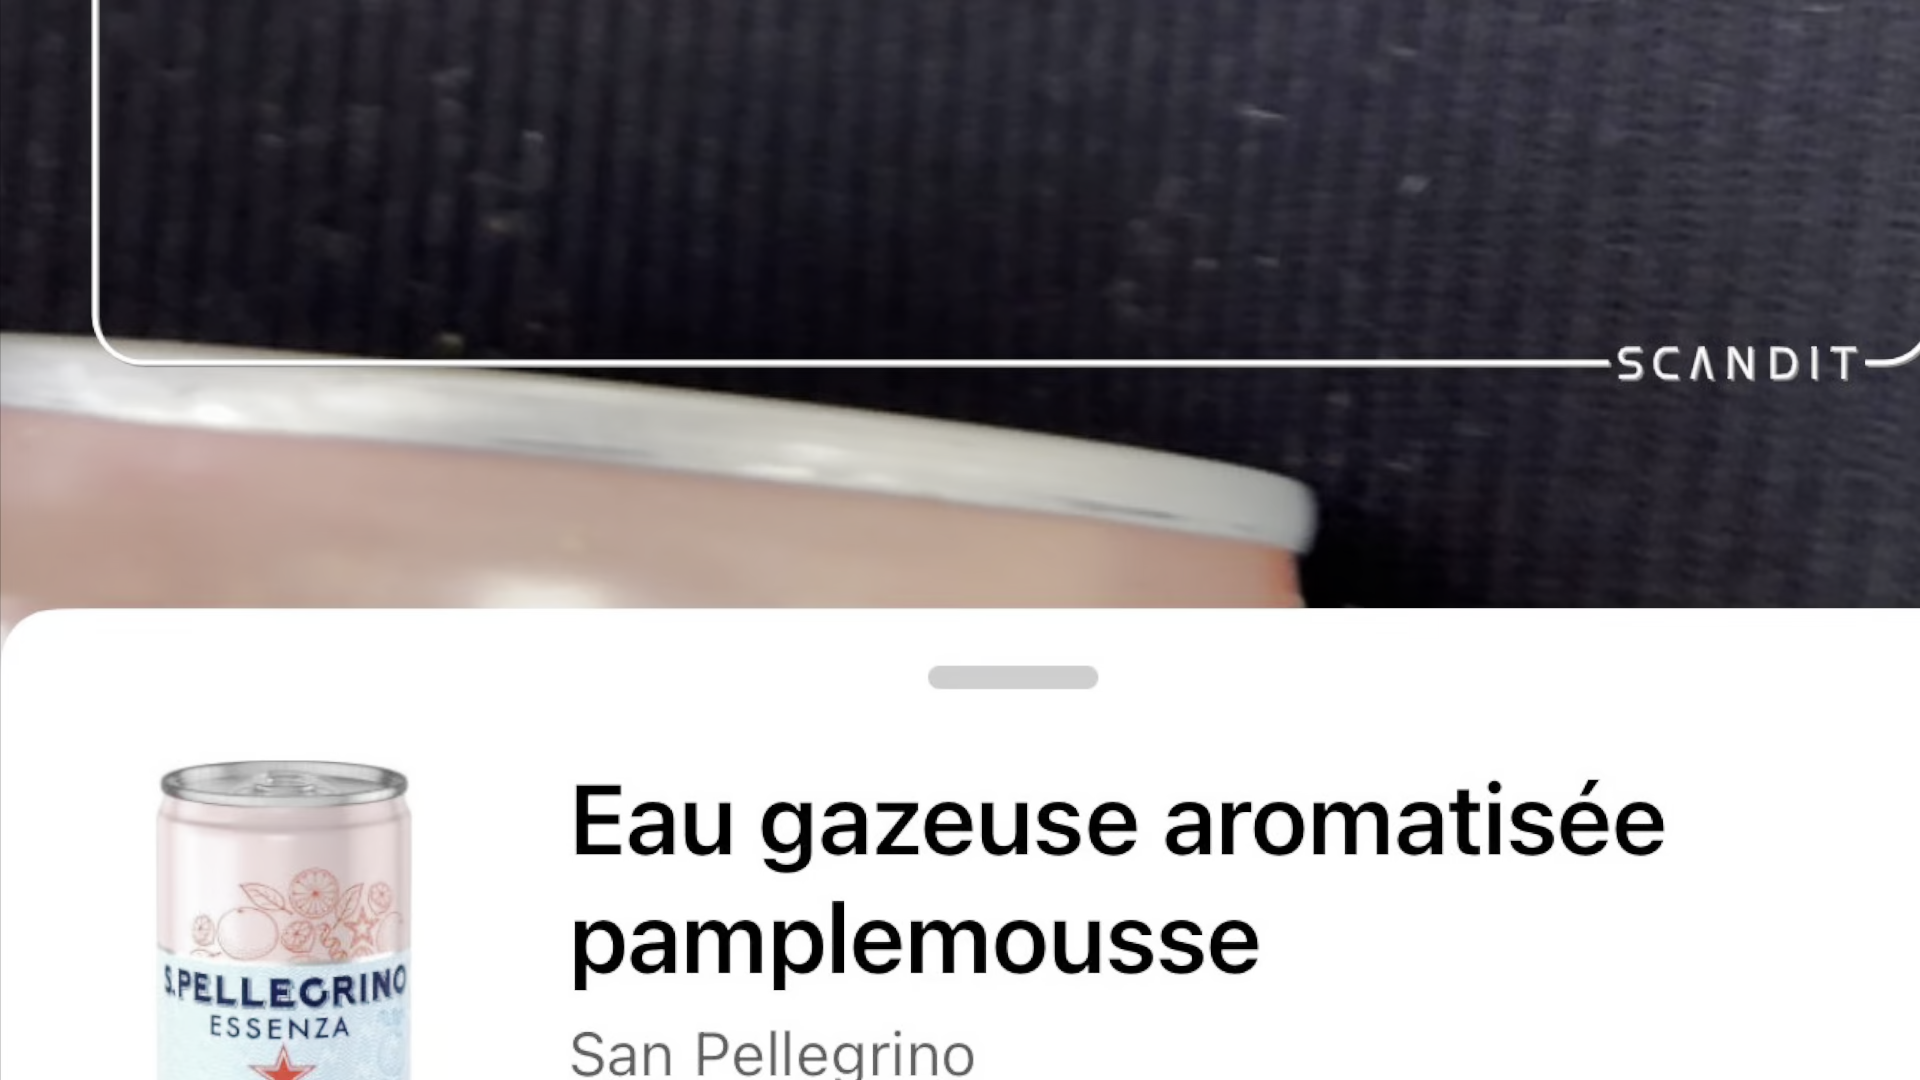 SCANDIT
Eau gazeuse aromatisée
pamplemousse
San Pellegrino
S.PELLEGRINO
ESSENZA